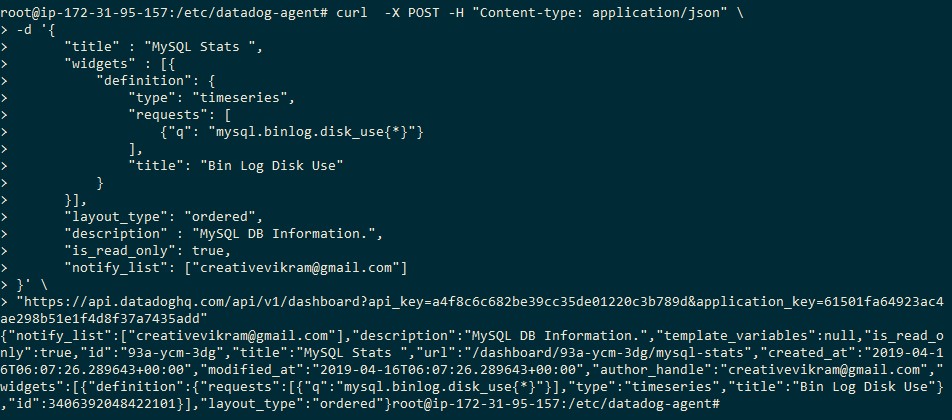 root@ip-172-31-95-157:/etc/datadog-agent# curl  -X POST -H "Content-type: application/json" \
> -d '{
>       "title" : "MySQL Stats ",
>       "widgets" : [{
>           "definition": {
>               "type": "timeseries",
>               "requests": [
>                   {"q": "mysql.binlog.disk_use{*}"}
>               ],
>               "title": "Bin Log Disk Use"
>           }
>       }],
>       "layout_type": "ordered",
>       "description" : "MySQL DB Information.",
>       "is_read_only": true,
>       "notify_list": ["creativevikram@gmail.com"]
> }' \
> "https://api.datadoghq.com/api/v1/dashboard?api_key=a4f8c6c682be39cc35de01220c3b789d&application_key=61501fa64923ac4
ae298b51e1f4d8f37a7435add"
{"notify_list":["creativevikram@gmail.com"],"description":"MySQL DB Information.","template_variables":null,"is_read_o
nly":true,"id":"93a-ycm-3dg","title":"MySQL Stats ","url":"/dashboard/93a-ycm-3dg/mysql-stats","created_at":"2019-04-1
6T06:07:26.289643+00:00","modified_at":"2019-04-16T06:07:26.289643+00:00","author_handle":"creativevikram@gmail.com","
widgets":[{"definition":{"requests":[{"q":"mysql.binlog.disk_use{*}"}],"type":"timeseries","title":"Bin Log Disk Use"}
,"id":3406392048422101}],"layout_type":"ordered"}root@ip-172-31-95-157:/etc/datadog-agent#